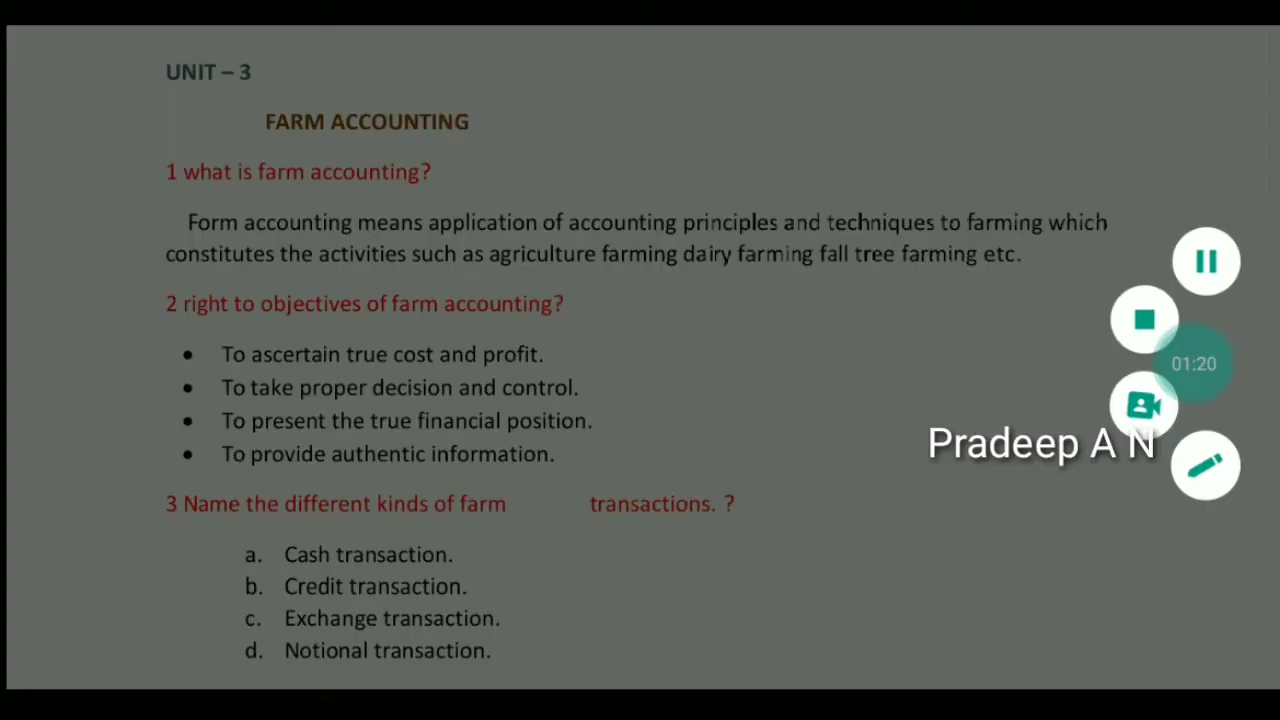 UNIT – 3
FARM ACCOUNTING
1 what is farm accounting?
Form accounting means application of accounting principles and techniques to farming which
constitutes the activities such as agriculture farming dairy farming fall tree farming etc.
2 right to objectives of farm accounting?
• To ascertain true cost and profit.
• To take proper decision and control.
• To present the true financial position.
• To provide authentic information.
3 Name the different kinds of farm transactions. ?
a. Cash transaction.
b. Credit transaction.
c. Exchange transaction.
d. Notional transaction.
01:20
Pradeep A N